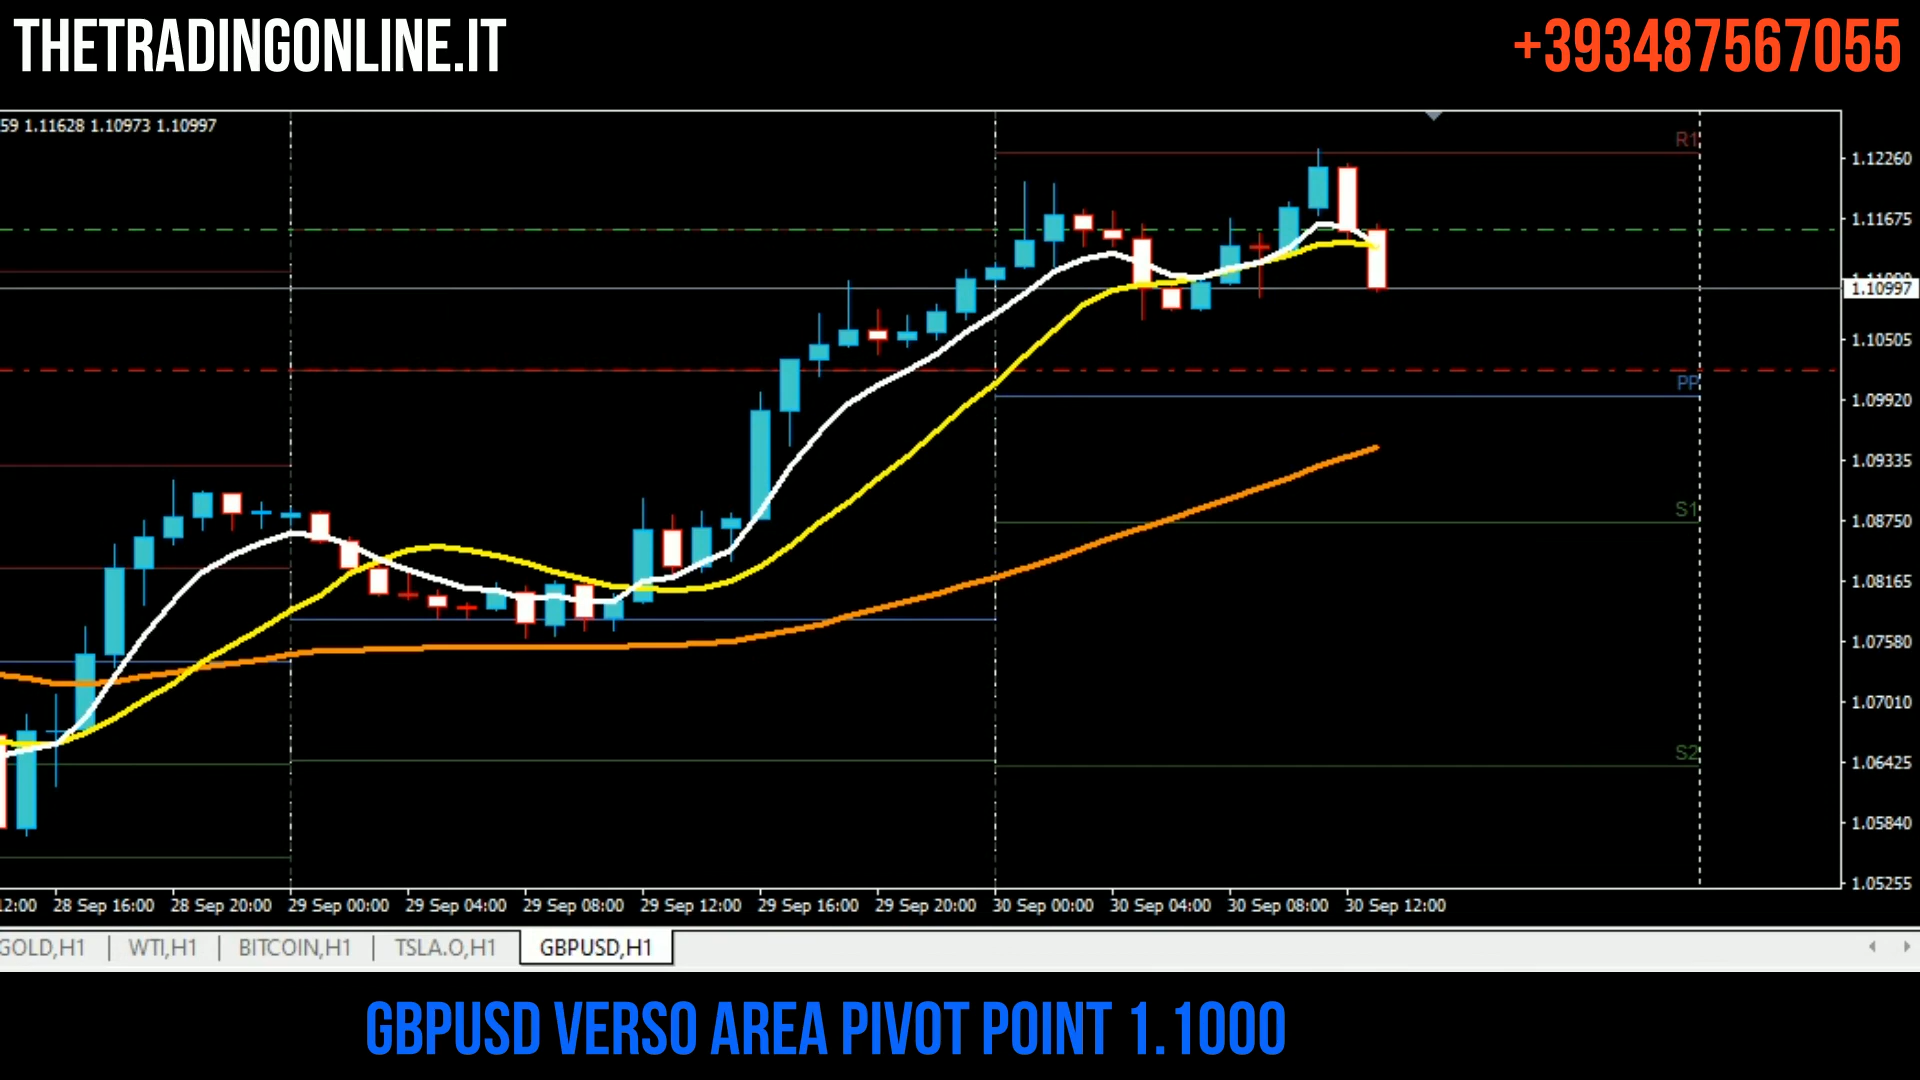 THETRADINGONLINE.IT
+393487567055
59 1.11628 1.10973 1.10997
R1
1.12260
1.11675
1.10997
1.10505
PP
1.09920
1.09335
S1
1.08750
1.08165
1.07580
1.07010
S2
1.06425
1.05840
1.05255
12:00 28 Sep 16:00 28 Sep 20:00 29 Sep 00:00 29 Sep 04:00 29 Sep 08:00 29 Sep 12:00 29 Sep 16:00 29 Sep 20:00 30 Sep 00:00 30 Sep 04:00 30 Sep 08:00 30 Sep 12:00
GOLD,H1 | WTI,H1 | BITCOIN,H1 | TSLA.O,H1 GBPUSD,H1
GBPUSD VERSO AREA PIVOT POINT 1.1000